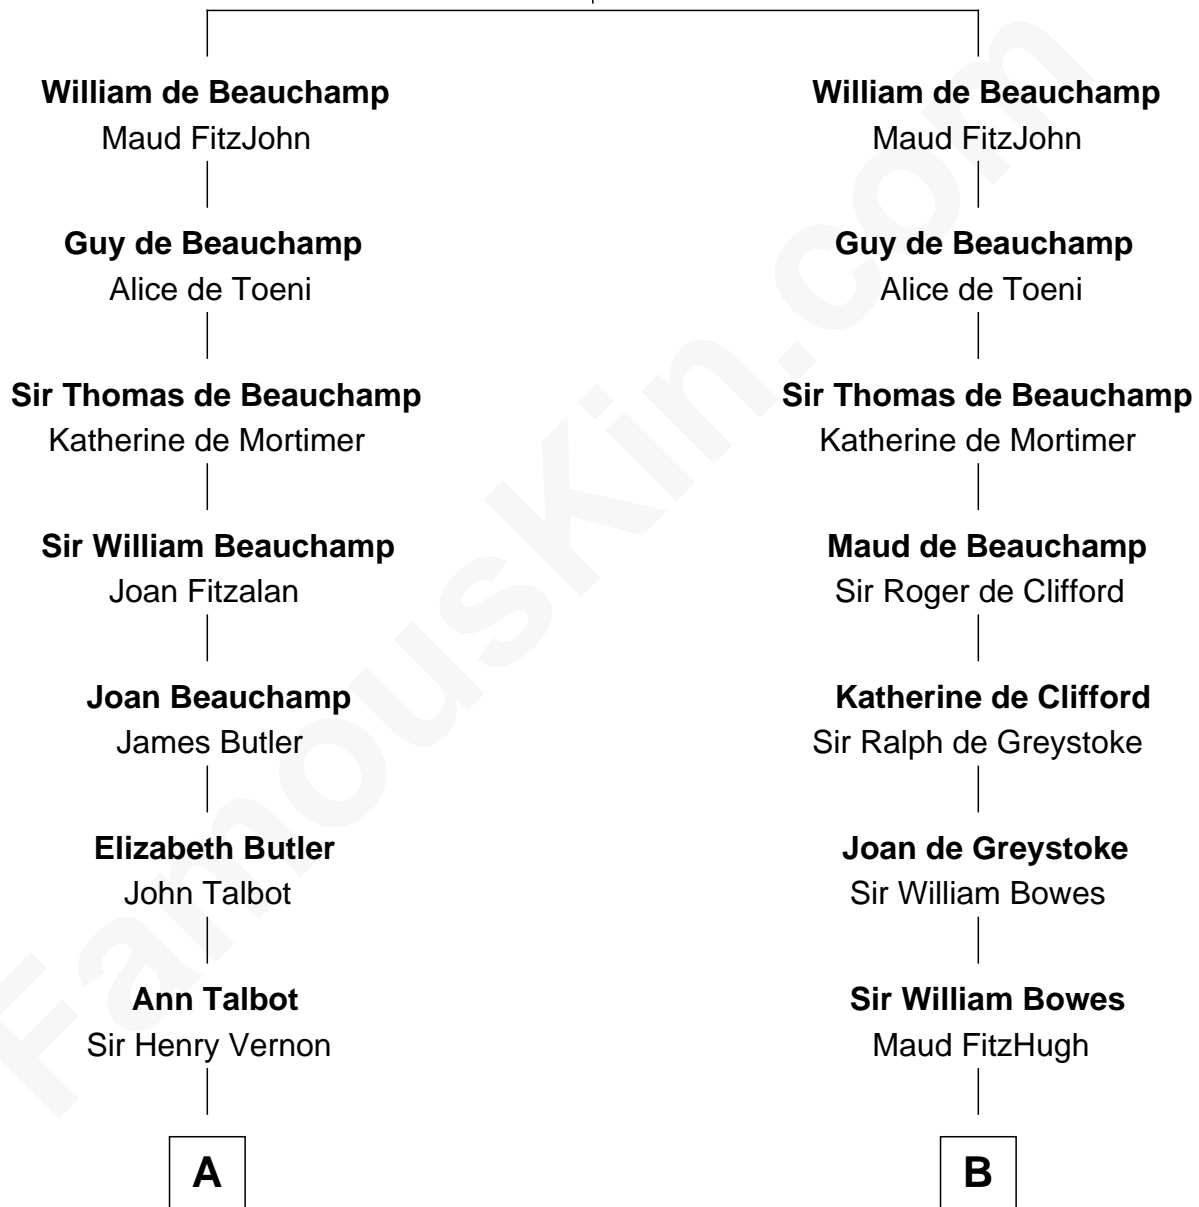 William de Beauchamp
Maud FitzJohn
Guy de Beauchamp
Alice de Toeni
Sir Thomas de Beauchamp
Katherine de Mortimer
Sir William Beauchamp
Joan Fitzalan
Joan Beauchamp
James Butler
Elizabeth Butler
John Talbot
Ann Talbot
Sir Henry Vernon
A
William de Beauchamp
Maud FitzJohn
Guy de Beauchamp
Alice de Toeni
Sir Thomas de Beauchamp
Katherine de Mortimer
Maud de Beauchamp
Sir Roger de Clifford
Katherine de Clifford
Sir Ralph de Greystoke
Joan de Greystoke
Sir William Bowes
Sir William Bowes
Maud FitzHugh
B
FamousKin.com